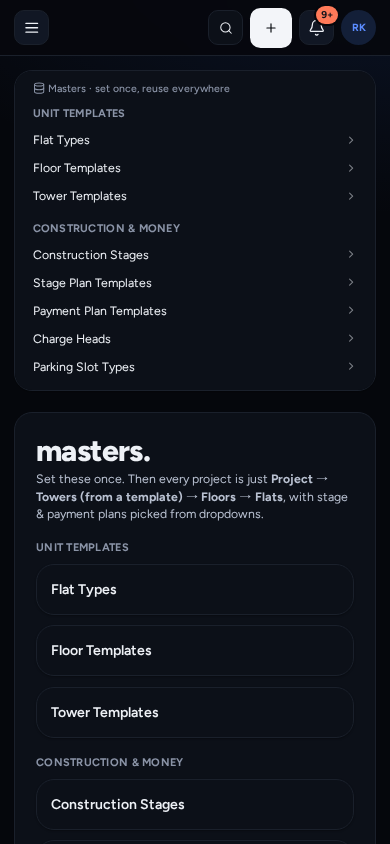 9+
RK
Masters · set once, reuse everywhere
UNIT TEMPLATES
Flat Types
Floor Templates
Tower Templates
CONSTRUCTION & MONEY
Construction Stages
Stage Plan Templates
Payment Plan Templates
Charge Heads
Parking Slot Types
masters.
Set these once. Then every project is just Project →
Towers (from a template) → Floors → Flats, with stage
& payment plans picked from dropdowns.
UNIT TEMPLATES
Flat Types
Floor Templates
Tower Templates
CONSTRUCTION & MONEY
Construction Stages